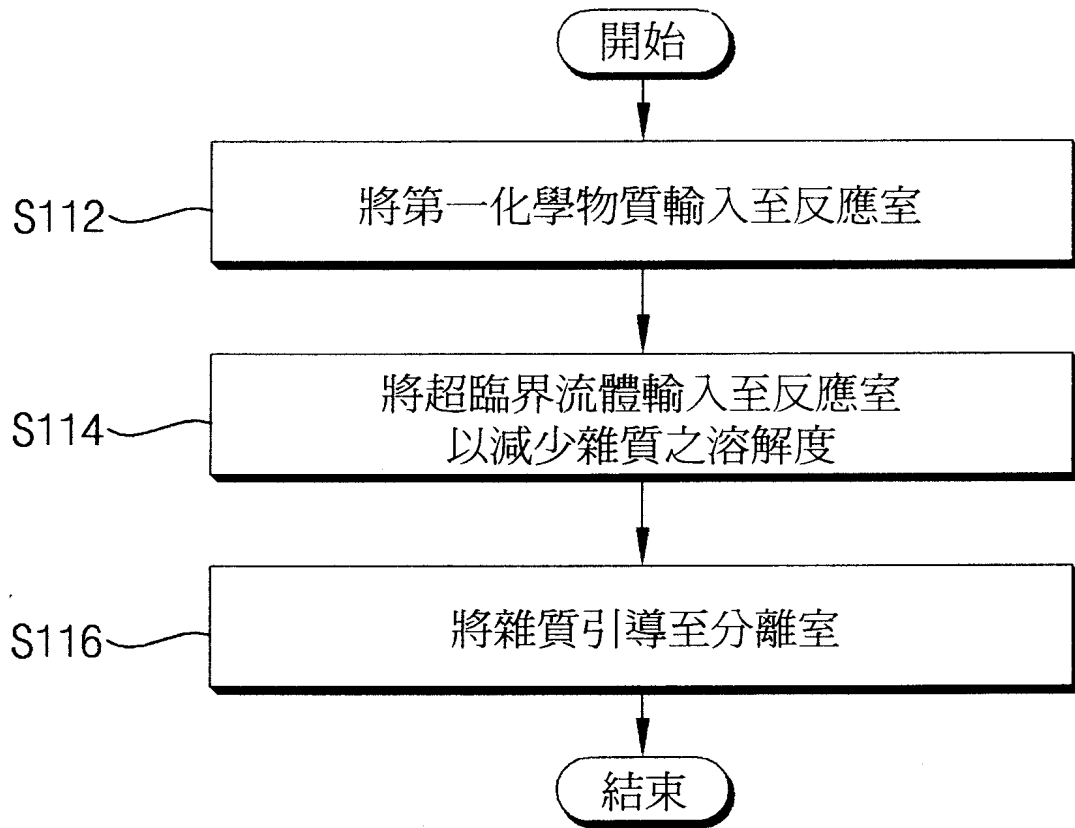 開始
S112
將第一化學物質輸入至反應室
S114
將超臨界流體輸入至反應室
以減少雜质之溶解度
S116
將雜质引導至分離室
結束